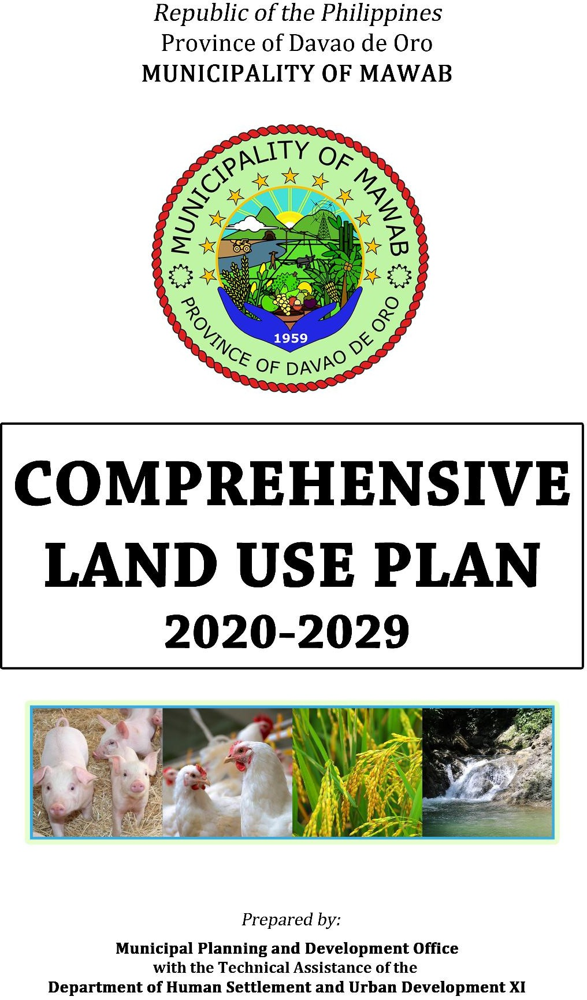 Republic of the Philippines
Province of Davao de Oro
MUNICIPALITY OF MAWAB
MUNICIPALITY OF MAWAB
1959
PROVINCE OF DAVAO DE ORO
COMPREHENSIVE
LAND USE PLAN
2020-2029
Prepared by:
Municipal Planning and Development Office
with the Technical Assistance of the
Department of Human Settlement and Urban Development XI